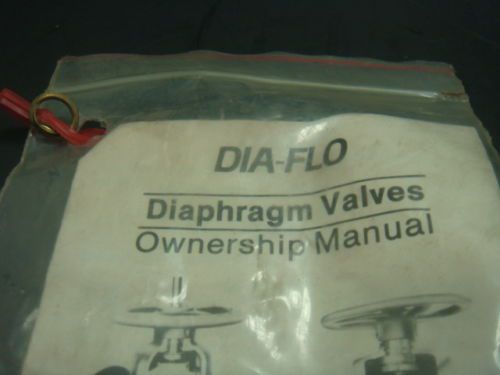 DIA-FLO
Diaphragm Valves
Ownership Manual